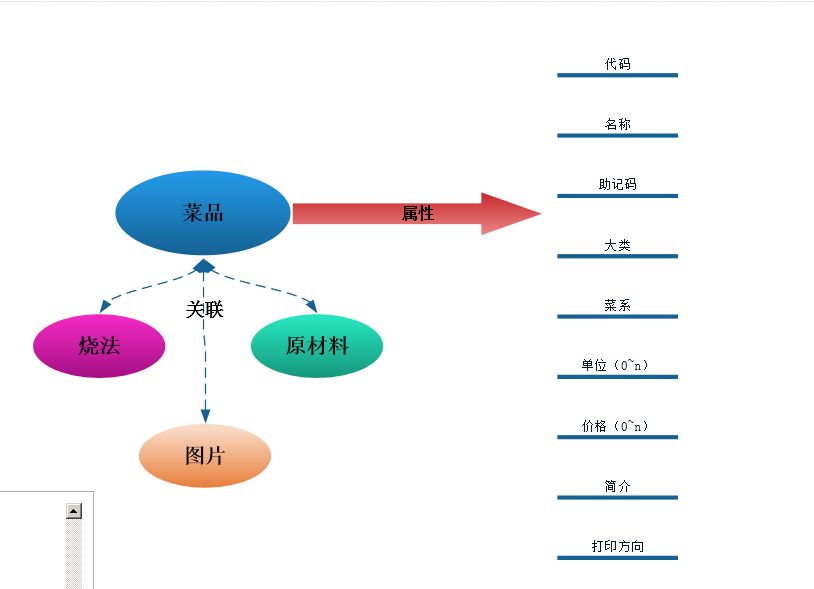 代码
名称
助记码
菜品
属性
大类
关联
菜系
烧法
原材料
单位（0~n）
价格（0~n）
图片
简介
打印方向